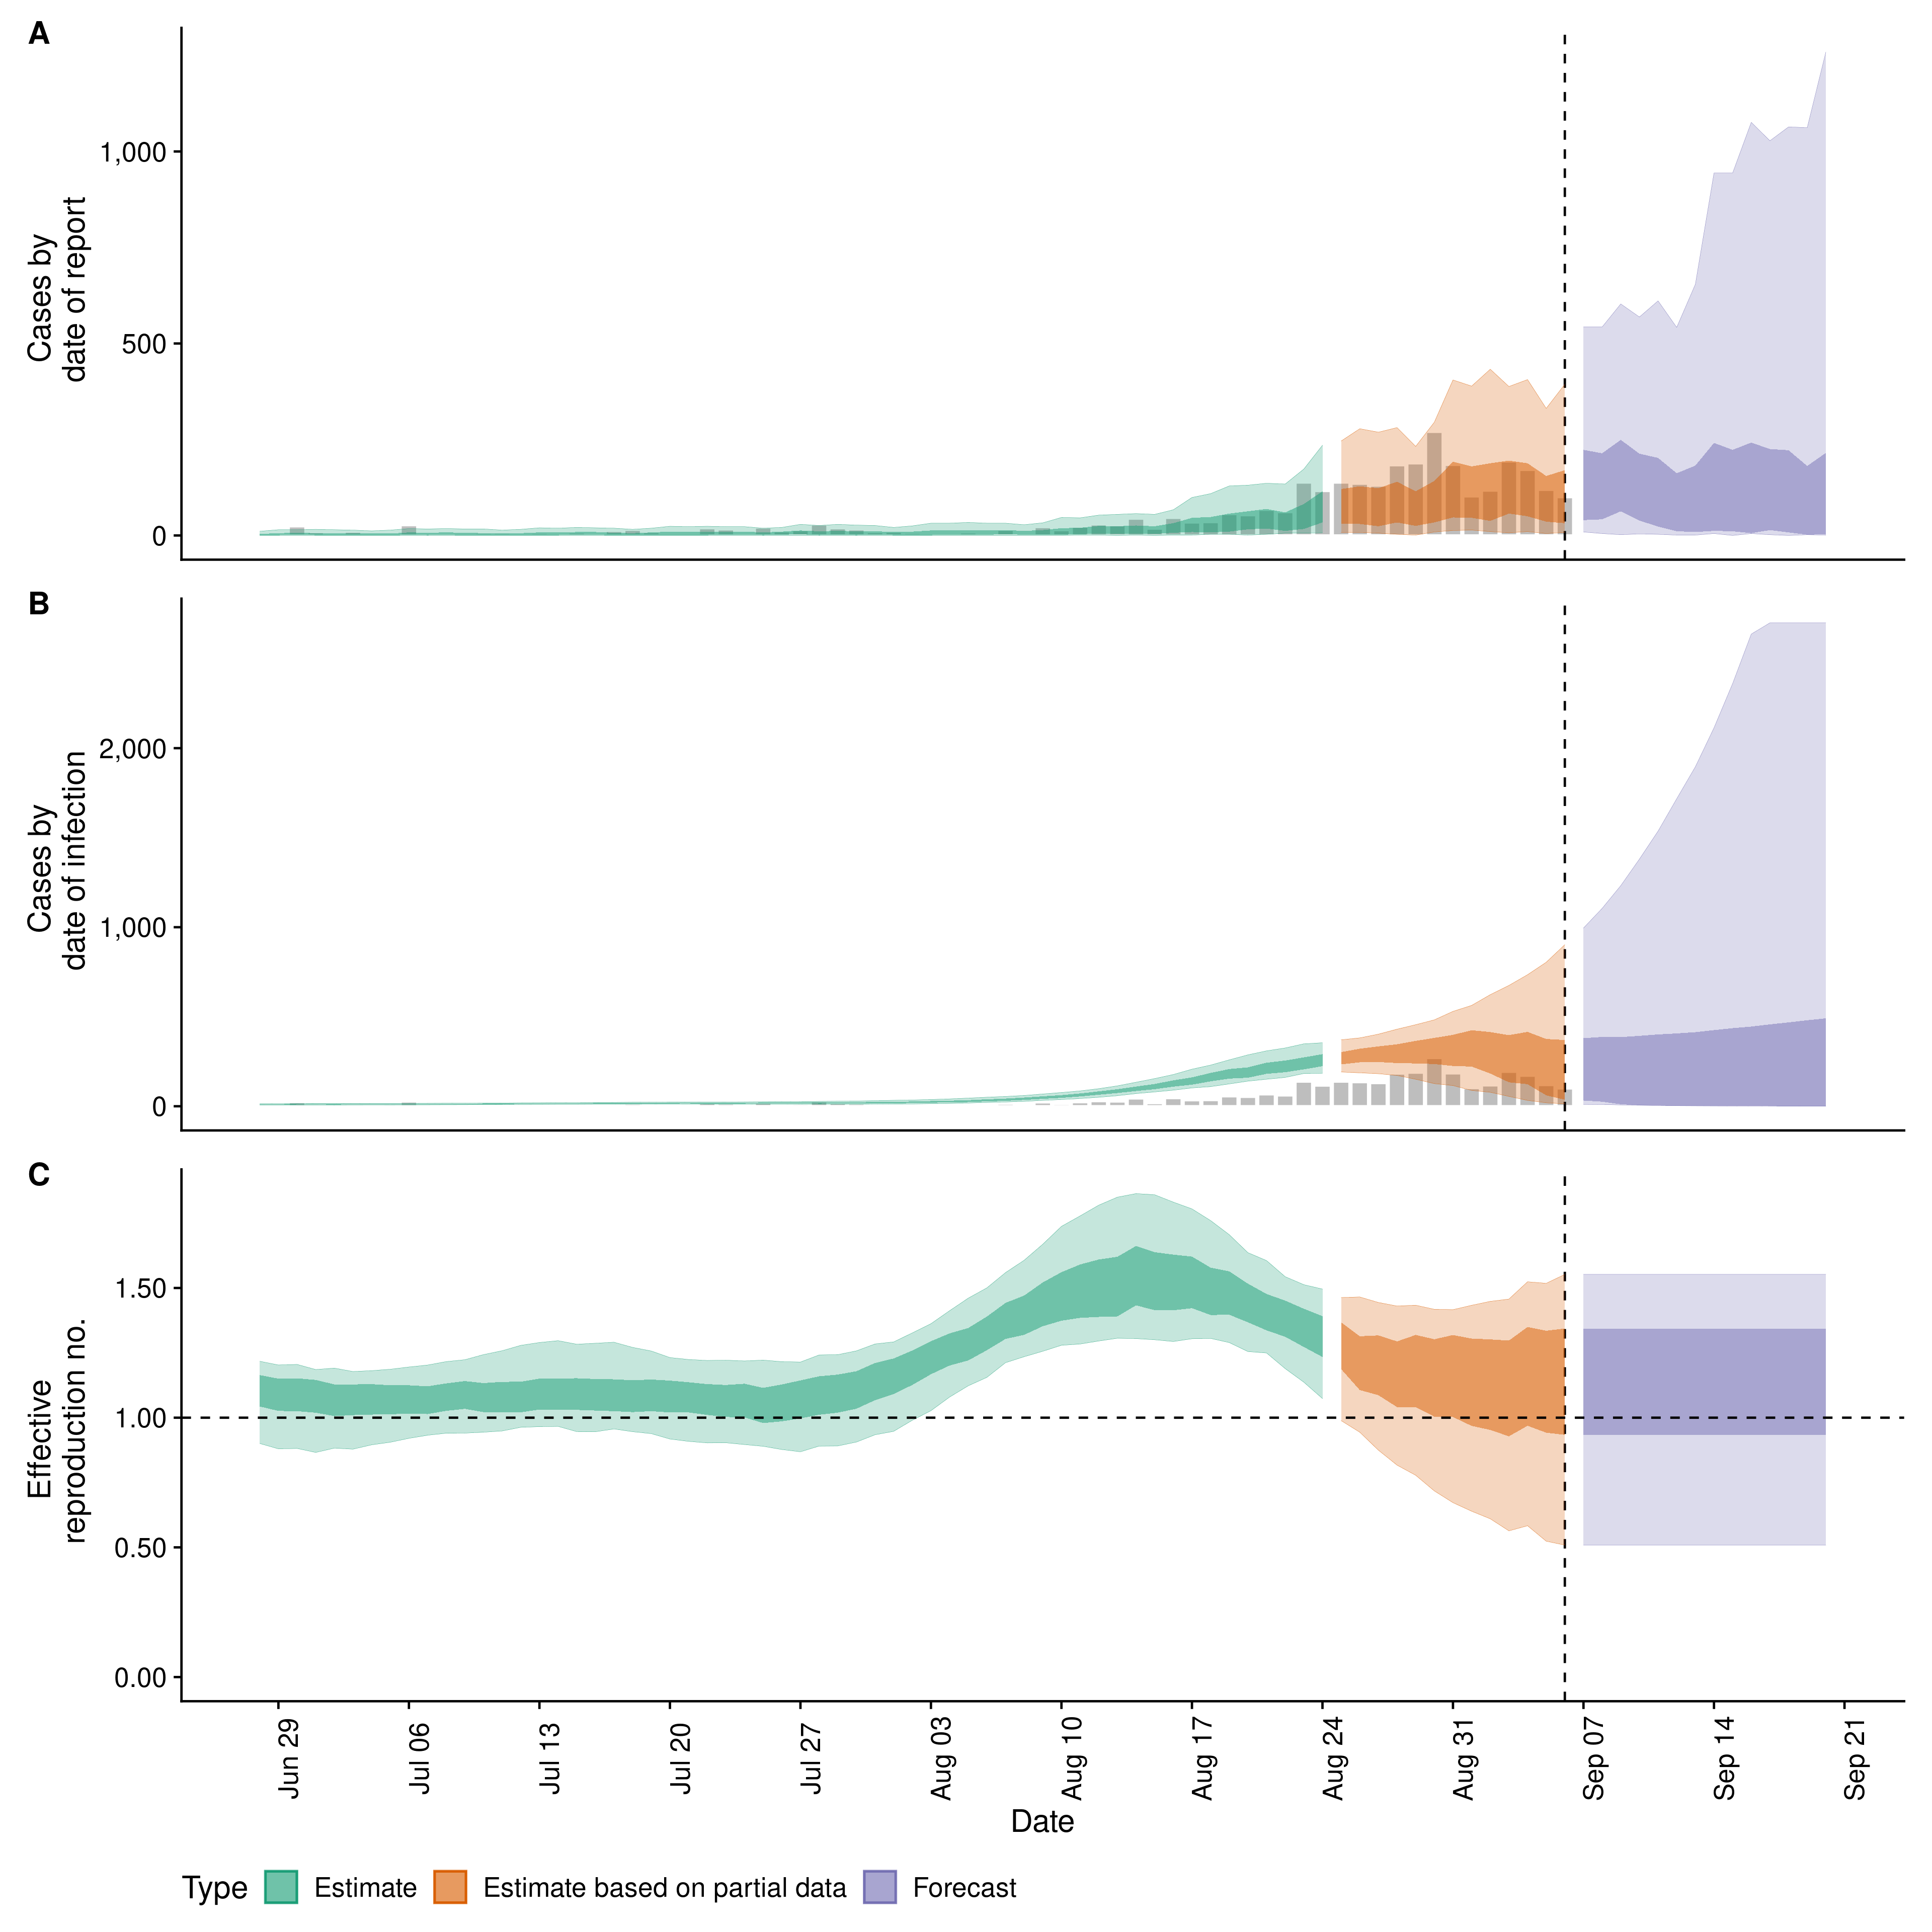 A
Cases by
date of report
1,000
500
0
B
Cases by
date of infection
2,000
1,000
0
C
Effective
reproduction no.
1.50
1.00
0.50
0.00
Jun 29
Jul 06
Jul 13
Jul 20
Jul 27
Aug 03
Aug 10
Aug 17
Aug 24
Aug 31
Sep 07
Sep 14
Sep 21
Date
Type Estimate Estimate based on partial data Forecast